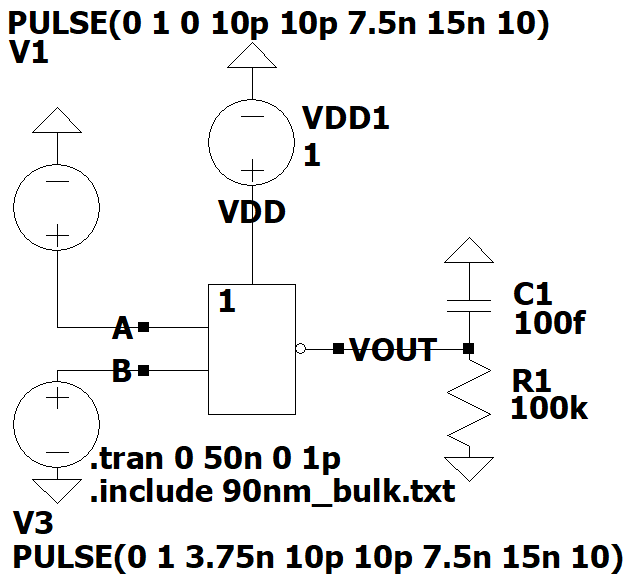 PULSE(0 1 0 10p 10p 7.5n 15n 10)
V1
VDD1
1
VDD
1
A
B
VOUT
C1
100f
R1
100k
.tran 0 50n 0 1p
.include 90nm_bulk.txt
V3
PULSE(0 1 3.75n 10p 10p 7.5n 15n 10)